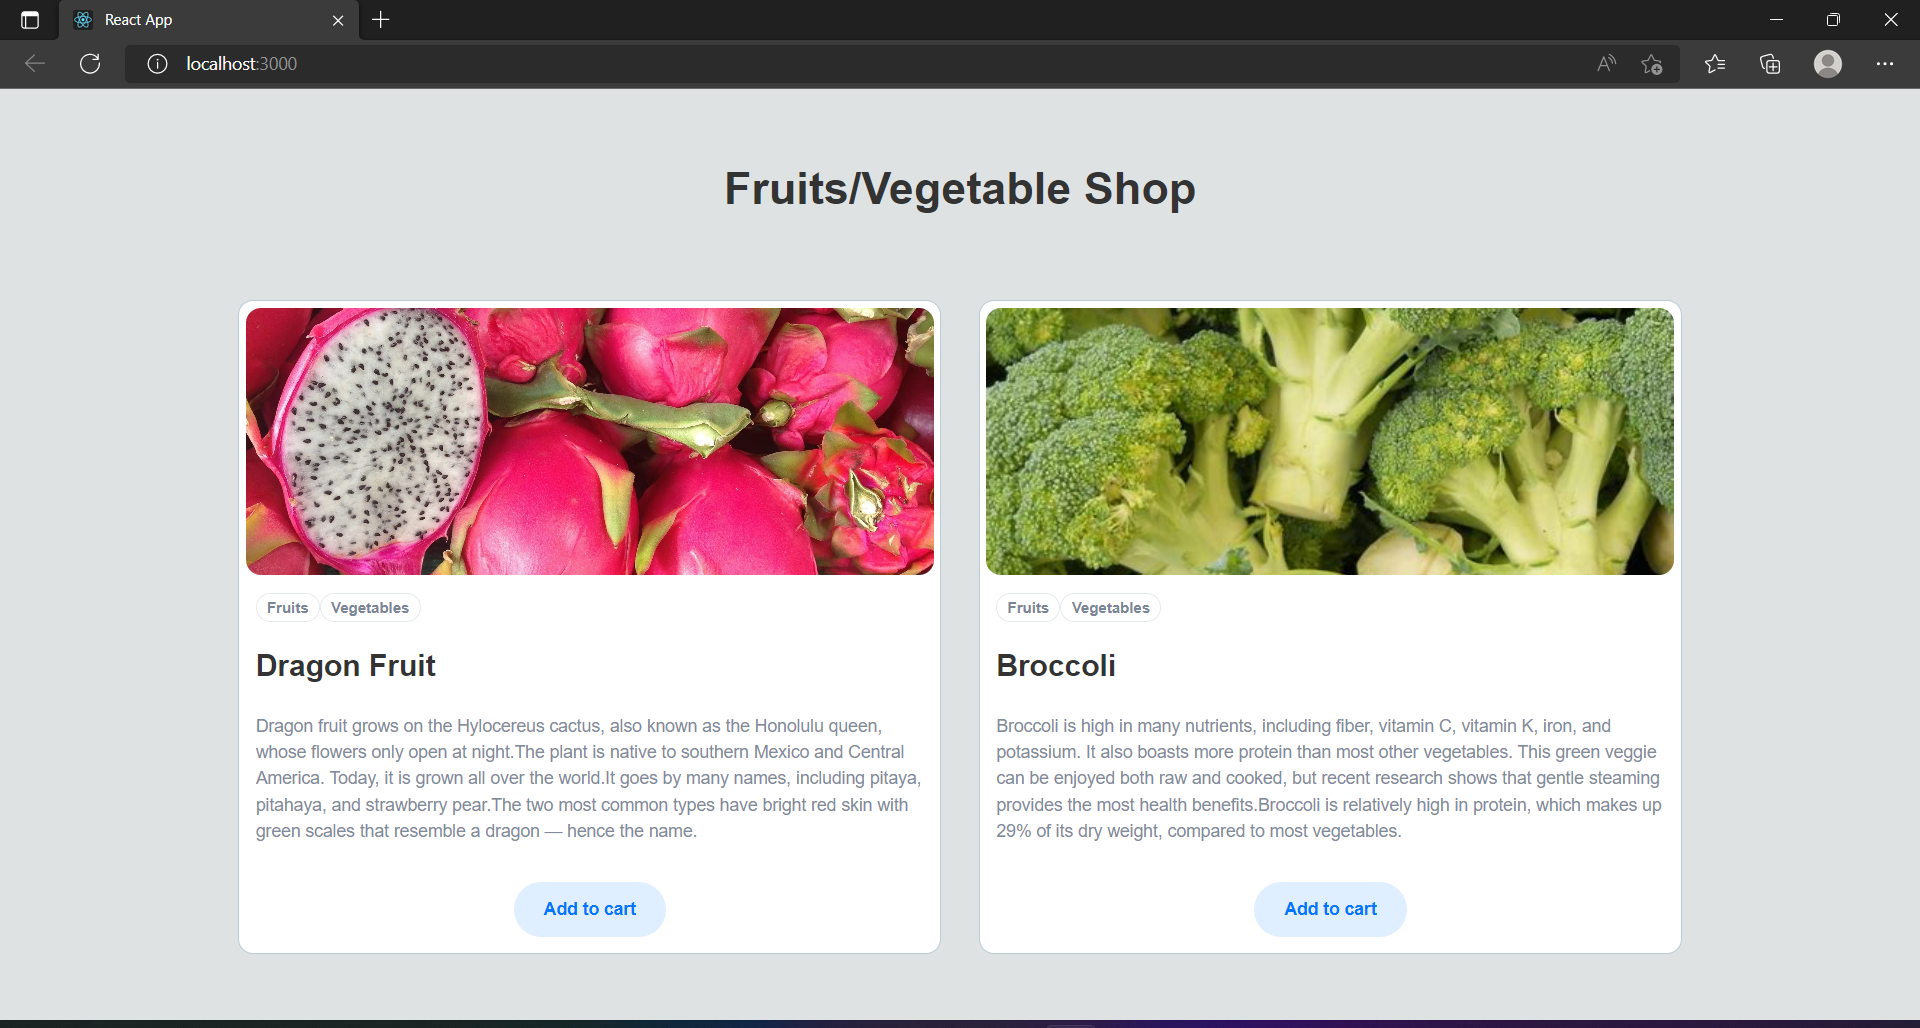 React App
localhost:3000
Fruits/Vegetable Shop
Fruits Vegetables
Dragon Fruit
Dragon fruit grows on the Hylocereus cactus, also known as the Honolulu queen,
whose flowers only open at night.The plant is native to southern Mexico and Central
America. Today, it is grown all over the world.It goes by many names, including pitaya,
pitahaya, and strawberry pear.The two most common types have bright red skin with
green scales that resemble a dragon — hence the name.
Add to cart
Fruits Vegetables
Broccoli
Broccoli is high in many nutrients, including fiber, vitamin C, vitamin K, iron, and
potassium. It also boasts more protein than most other vegetables. This green veggie
can be enjoyed both raw and cooked, but recent research shows that gentle steaming
provides the most health benefits.Broccoli is relatively high in protein, which makes up
29% of its dry weight, compared to most vegetables.
Add to cart